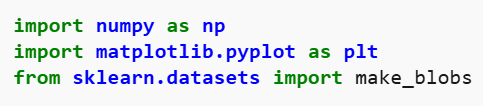 import numpy as np
import matplotlib.pyplot as plt
from sklearn.datasets import make_blobs